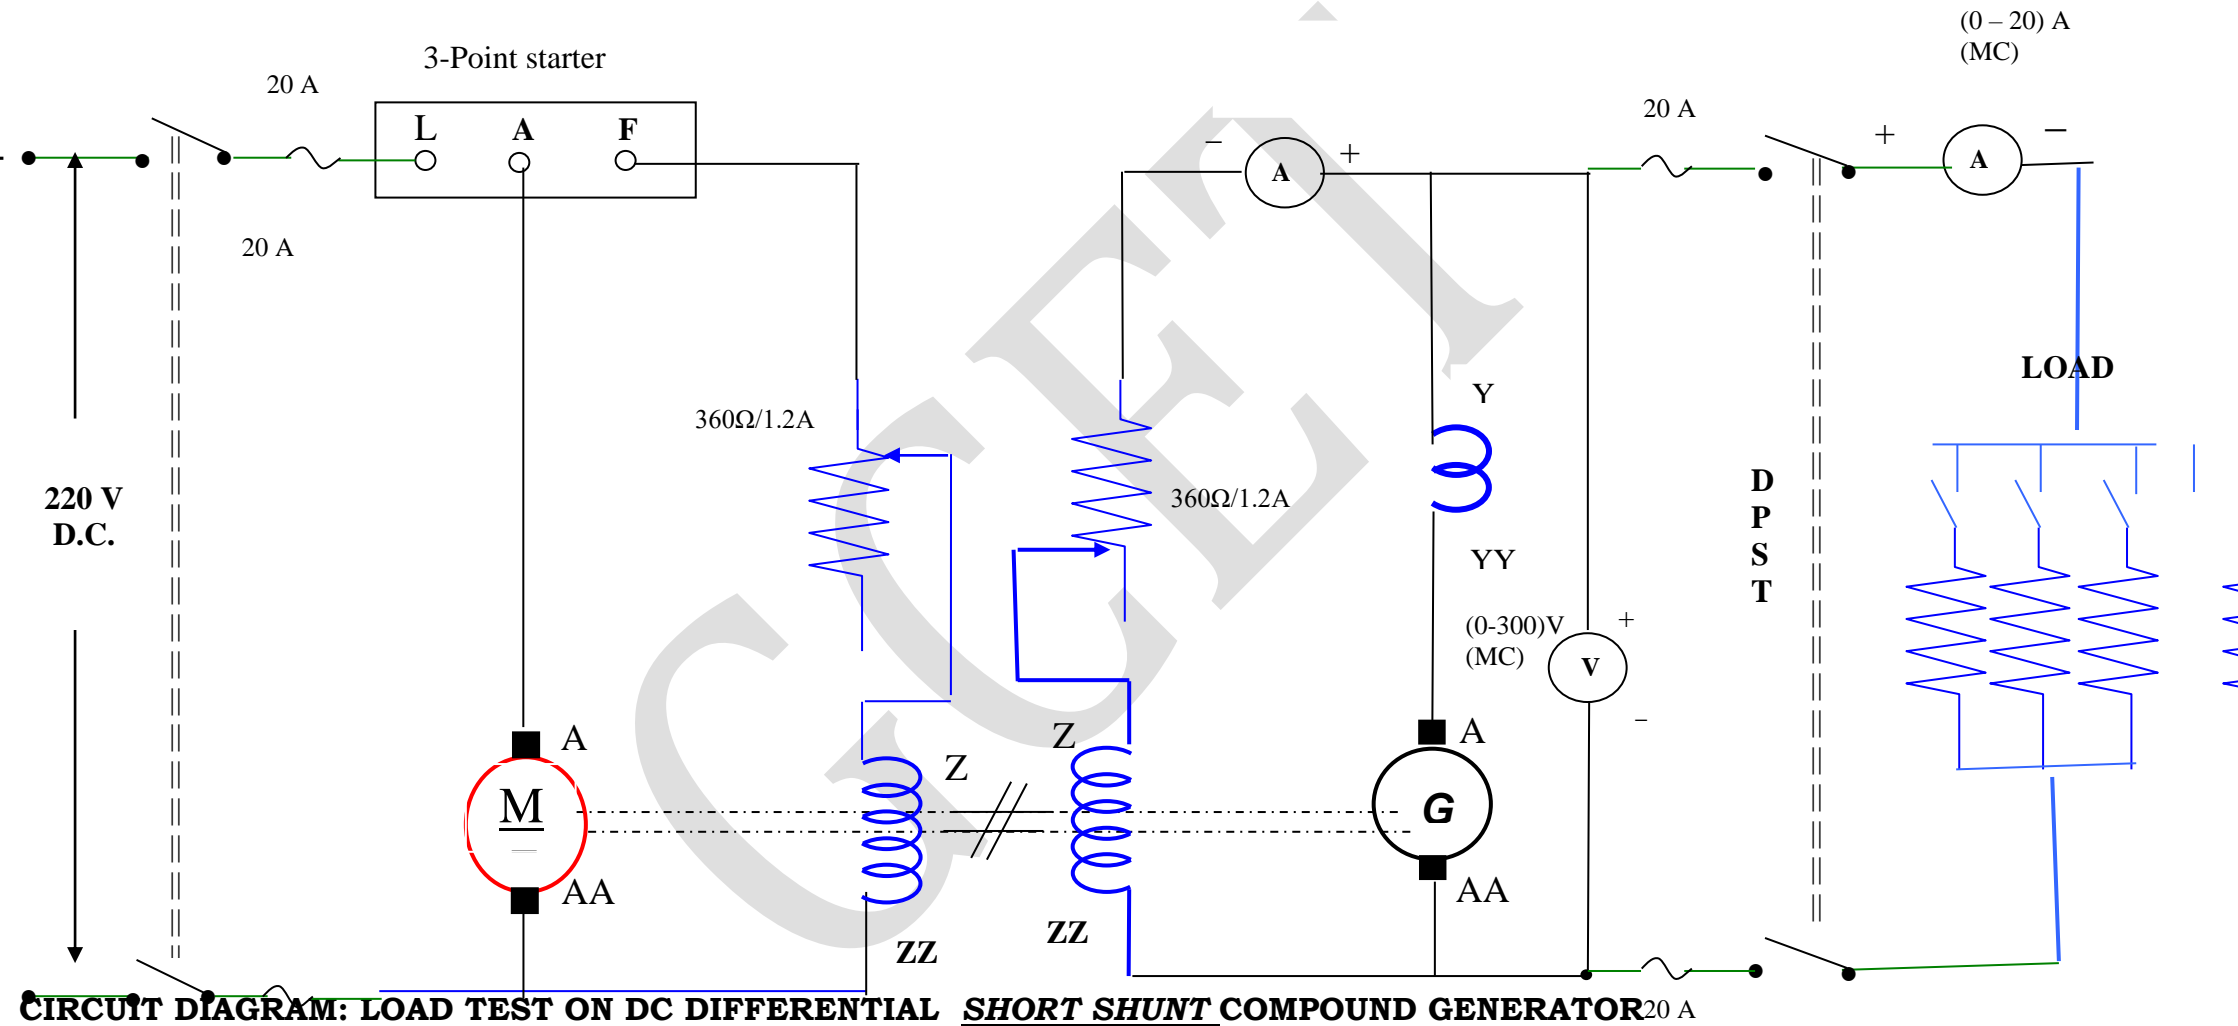 (0 – 20) A
(MC)
3-Point starter
20 A
20 A
L A F
− A +
+ A −
20 A
220 V
D.C.
360Ω/1.2A
360Ω/1.2A
Y
YY
(0-300)V
(MC)
+
V
−
D
P
S
T
LOAD
A
M
AA
Z
ZZ
Z
ZZ
A
G
AA
GCET
CIRCUIT DIAGRAM: LOAD TEST ON DC DIFFERENTIAL SHORT SHUNT COMPOUND GENERATOR
20 A